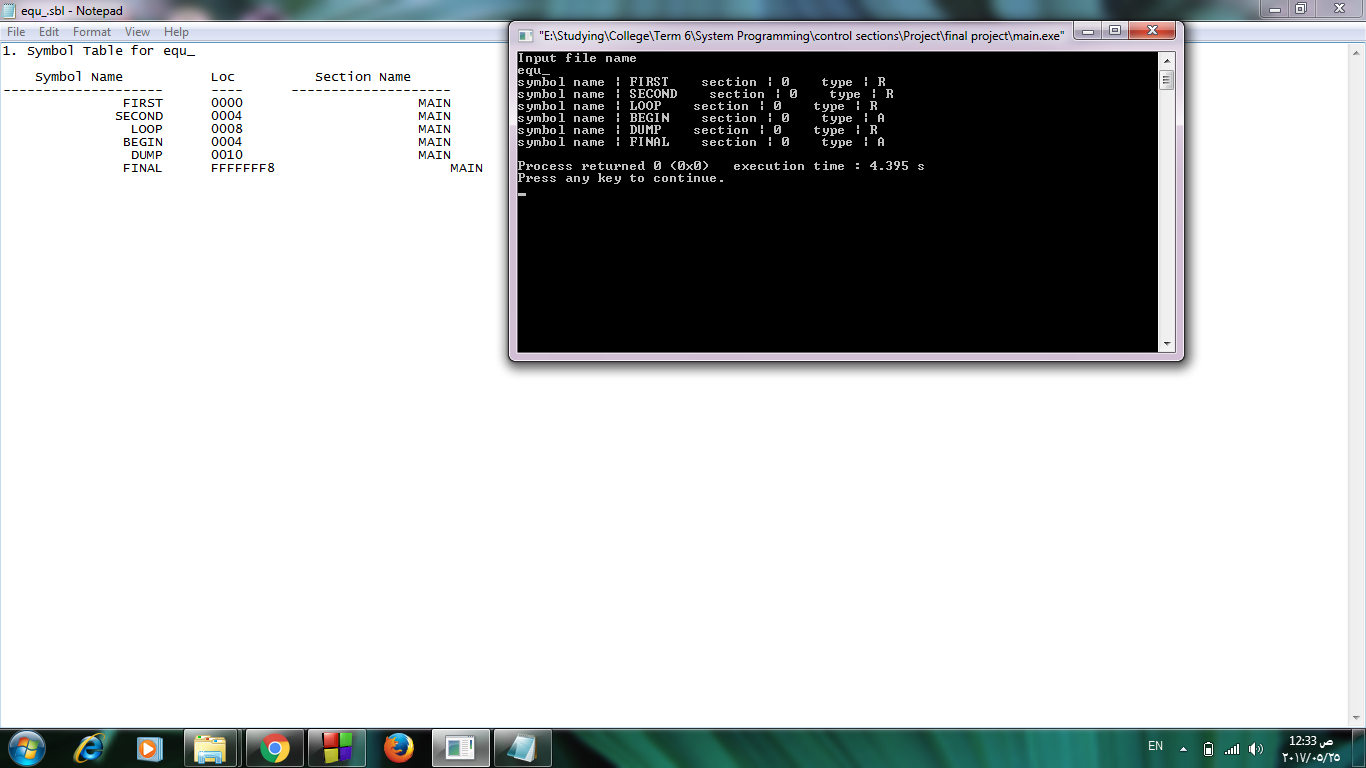 equ_.sbl - Notepad
File Edit Format View Help
1. Symbol Table for equ_
Symbol Name Loc Section Name
-------------------- ---- --------------------
FIRST 0000 MAIN
SECOND 0004 MAIN
LOOP 0008 MAIN
BEGIN 0004 MAIN
DUMP 0010 MAIN
FINAL FFFFFFF8 MAIN
"E:\Studying\College\Term 6\System Programming\control sections\Project\final project\main.exe"
Input file name
equ_
symbol name | FIRST section | 0 type | R
symbol name | SECOND section | 0 type | R
symbol name | LOOP section | 0 type | R
symbol name | BEGIN section | 0 type | A
symbol name | DUMP section | 0 type | R
symbol name | FINAL section | 0 type | A
Process returned 0 (0x0) execution time : 4.395 s
Press any key to continue.
EN
12:33 ص
٢٠١٧/٠٥/٢٥